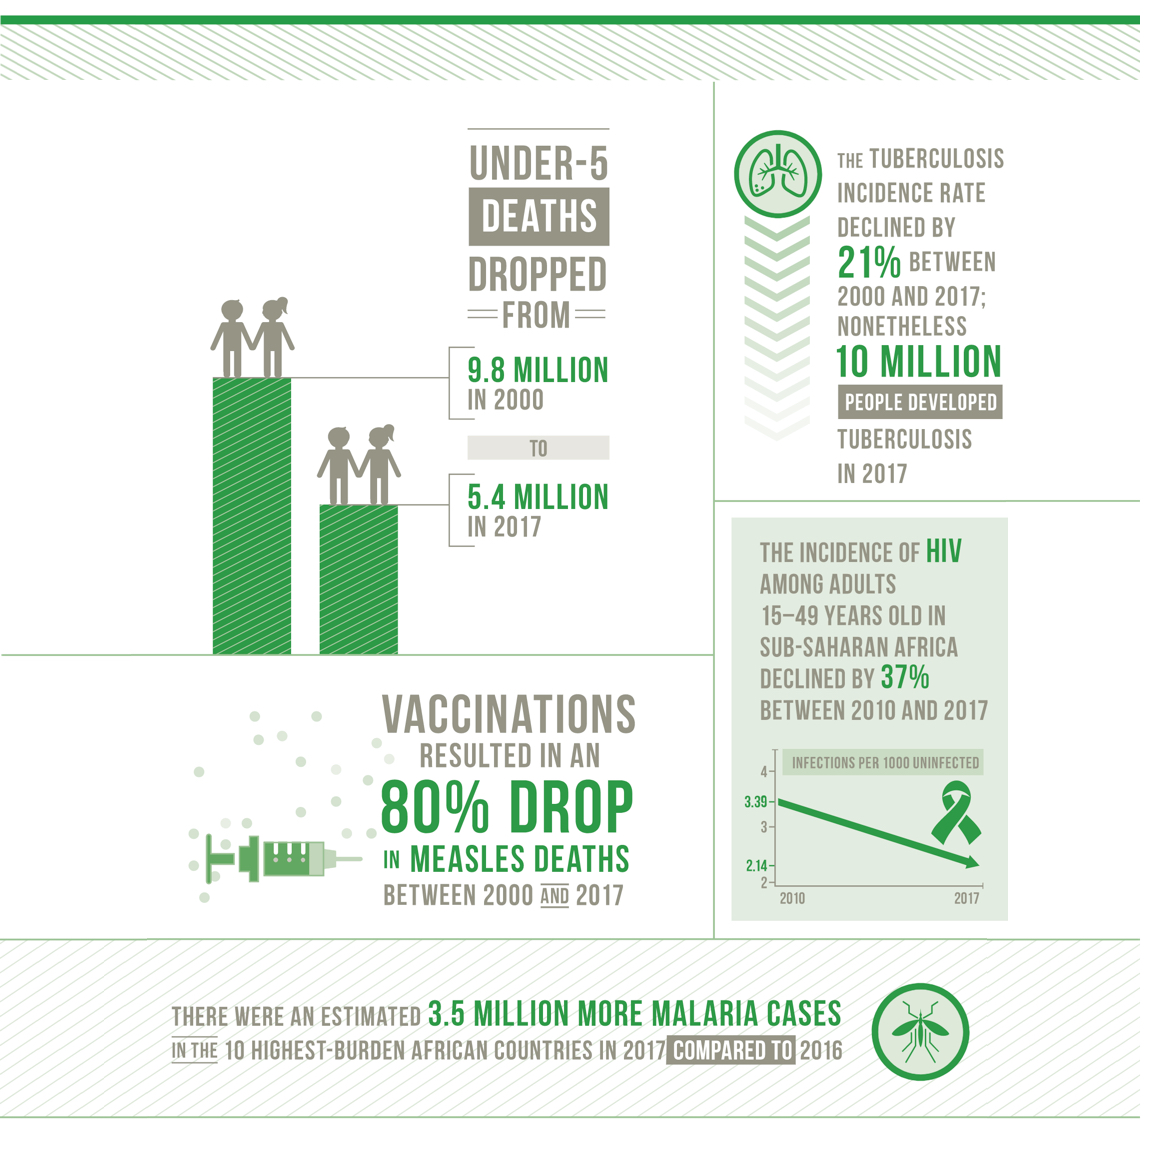 UNDER-5
DEATHS
DROPPED
FROM
9.8 MILLION
IN 2000
TO
5.4 MILLION
IN 2017
THE TUBERCULOSIS
INCIDENCE RATE
DECLINED BY
21% BETWEEN
2000 AND 2017;
NONETHELESS
10 MILLION
PEOPLE DEVELOPED
TUBERCULOSIS
IN 2017
THE INCIDENCE OF HIV
AMONG ADULTS
15–49 YEARS OLD IN
SUB-SAHARAN AFRICA
DECLINED BY 37%
BETWEEN 2010 AND 2017
INFECTIONS PER 1000 UNINFECTED
4
3.39
3
2.14
2
2010 2017
VACCINATIONS
RESULTED IN AN
80% DROP
IN MEASLES DEATHS
BETWEEN 2000 AND 2017
THERE WERE AN ESTIMATED 3.5 MILLION MORE MALARIA CASES
IN THE 10 HIGHEST-BURDEN AFRICAN COUNTRIES IN 2017 COMPARED TO 2016